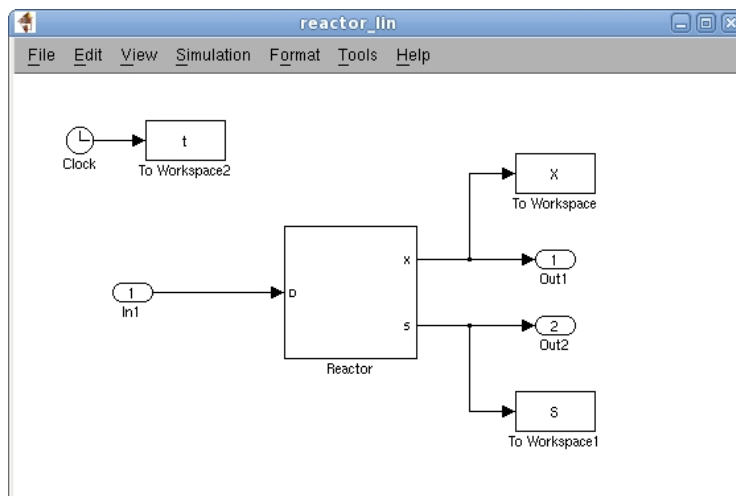 reactor_lin
File Edit View Simulation Format Tools Help
t
Clock
To Workspace2
X
To Workspace
X
1
Out1
1
In1
D
S
2
Out2
Reactor
S
To Workspace1